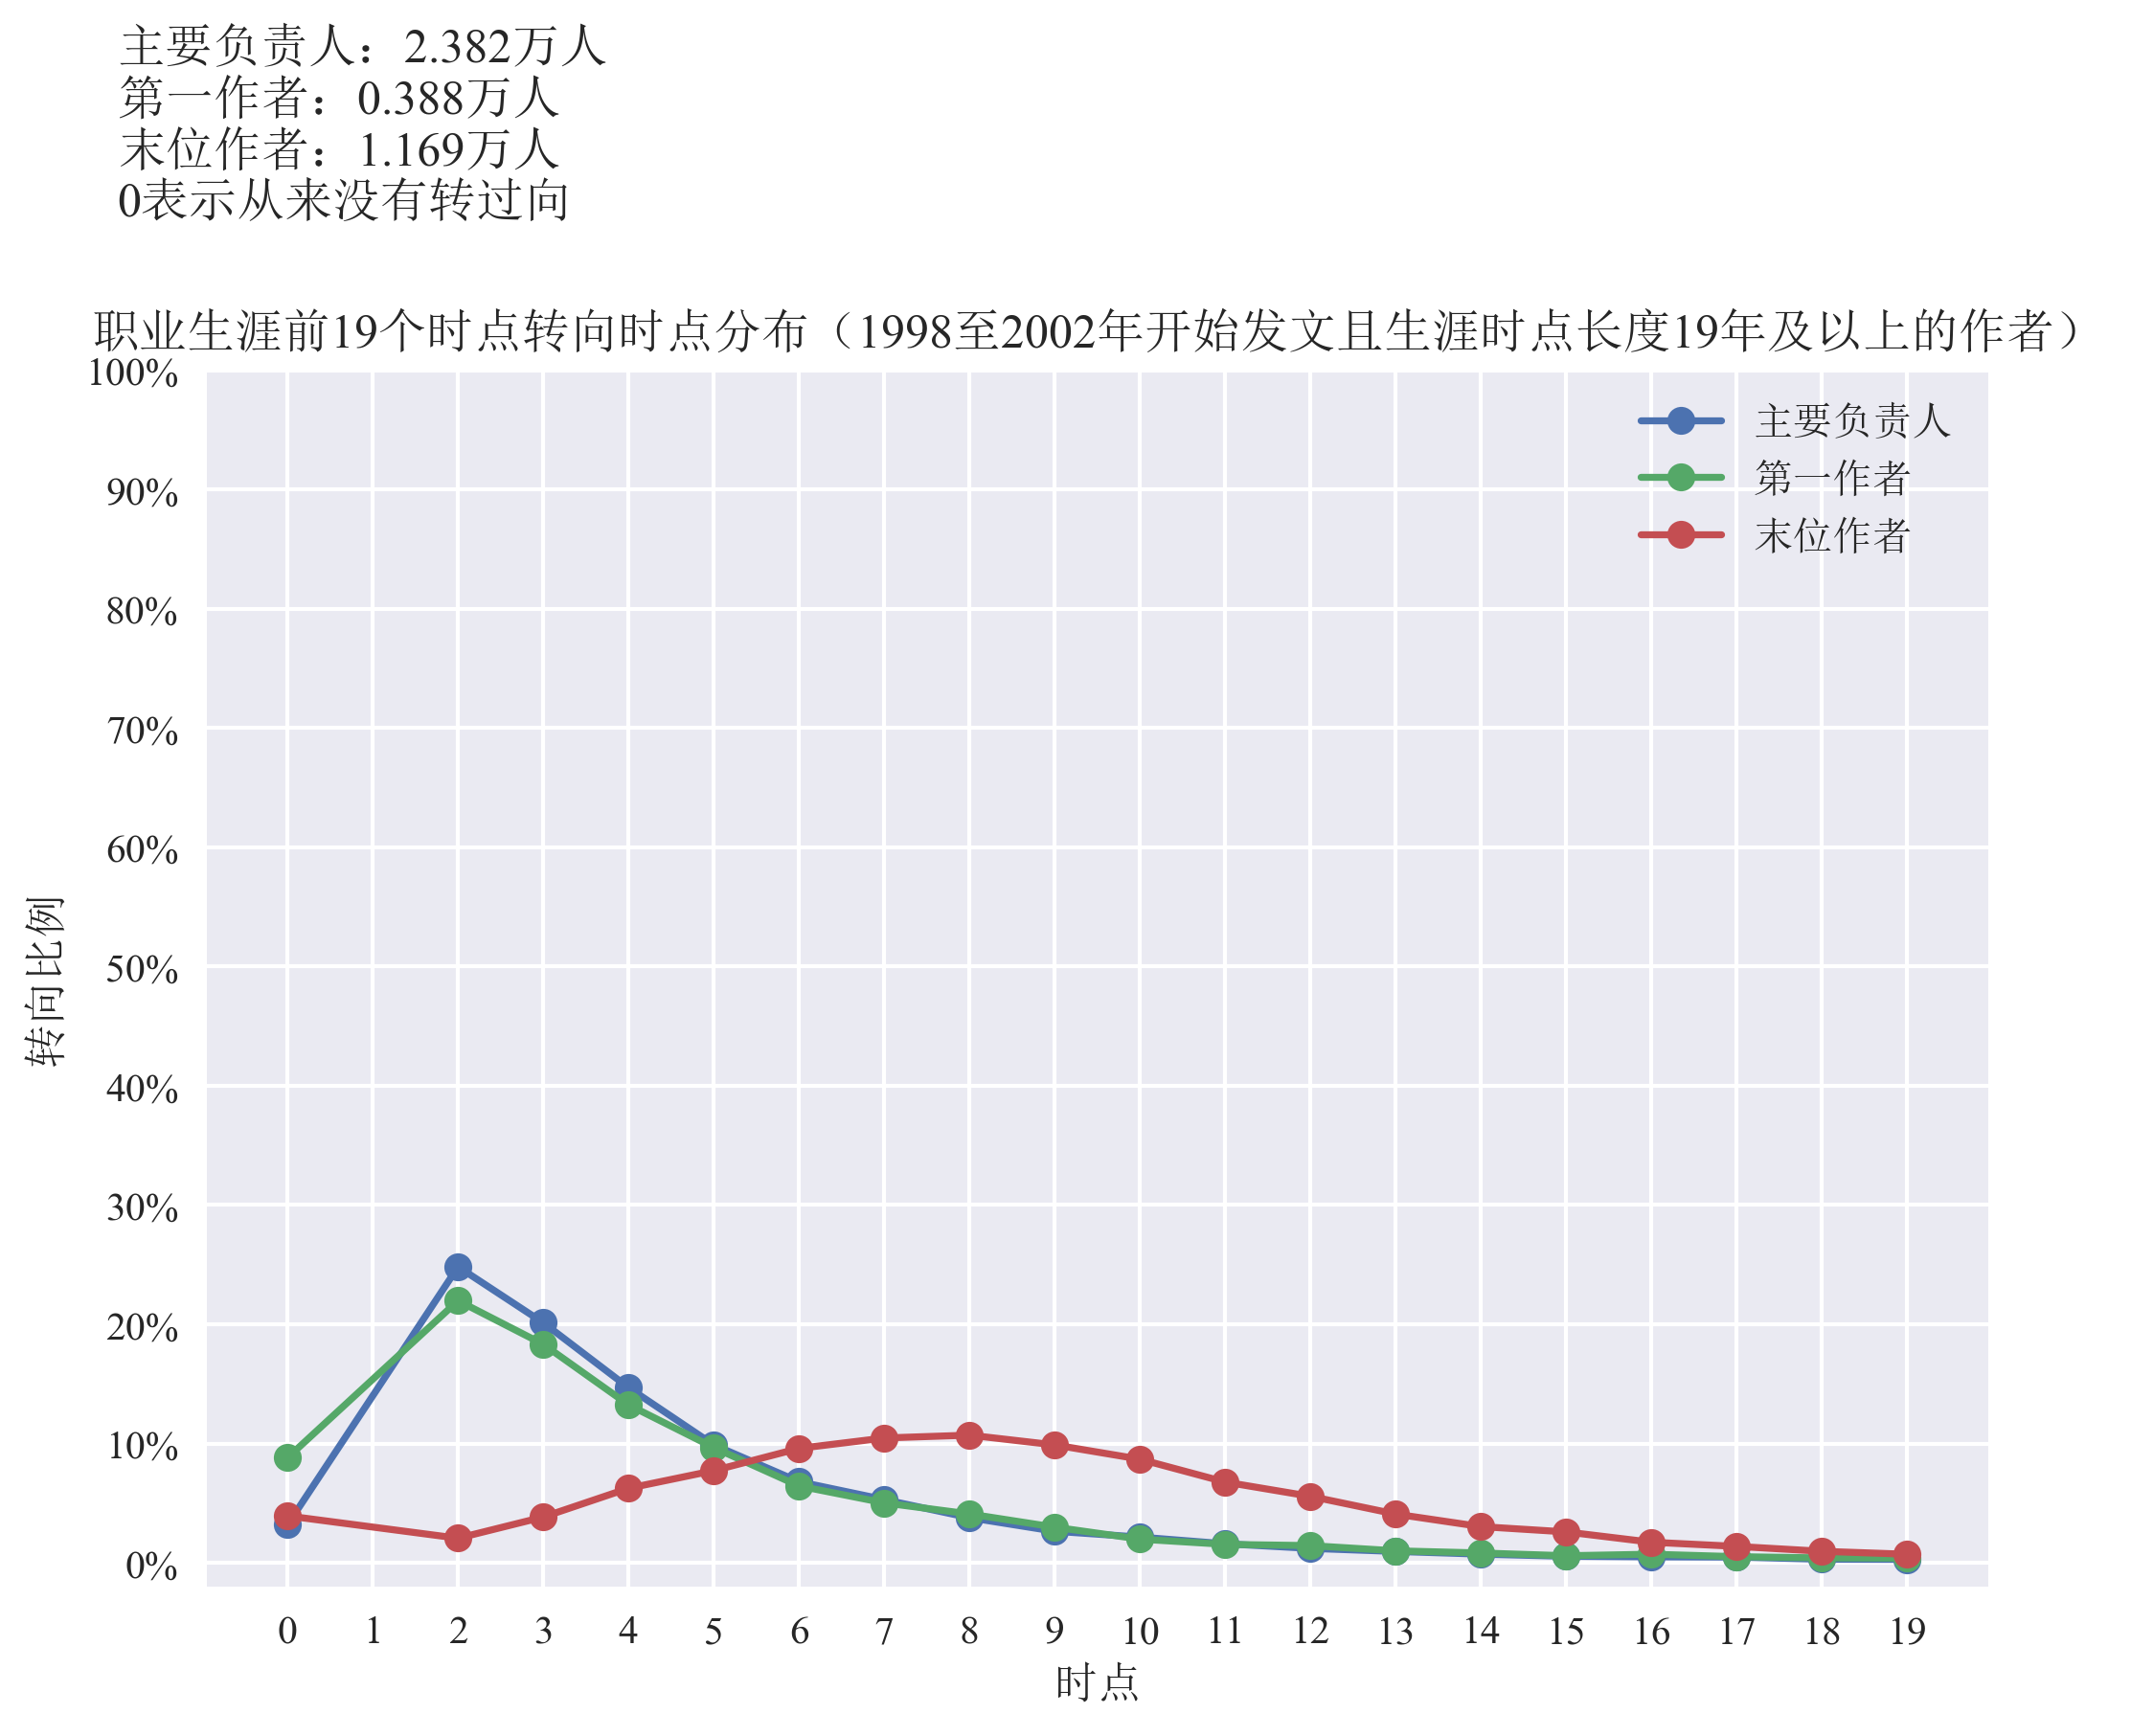 主要负责人：2.382万人
第一作者：0.388万人
末位作者：1.169万人
0表示从来没有转过向
职业生涯前19个时点转向时点分布（1998至2002年开始发文且生涯时点长度19年及以上的作者）
100%
90%
80%
70%
60%
50%
40%
30%
20%
10%
0%
转向比例
主要负责人
第一作者
末位作者
0 1 2 3 4 5 6 7 8 9 10 11 12 13 14 15 16 17 18 19
时点